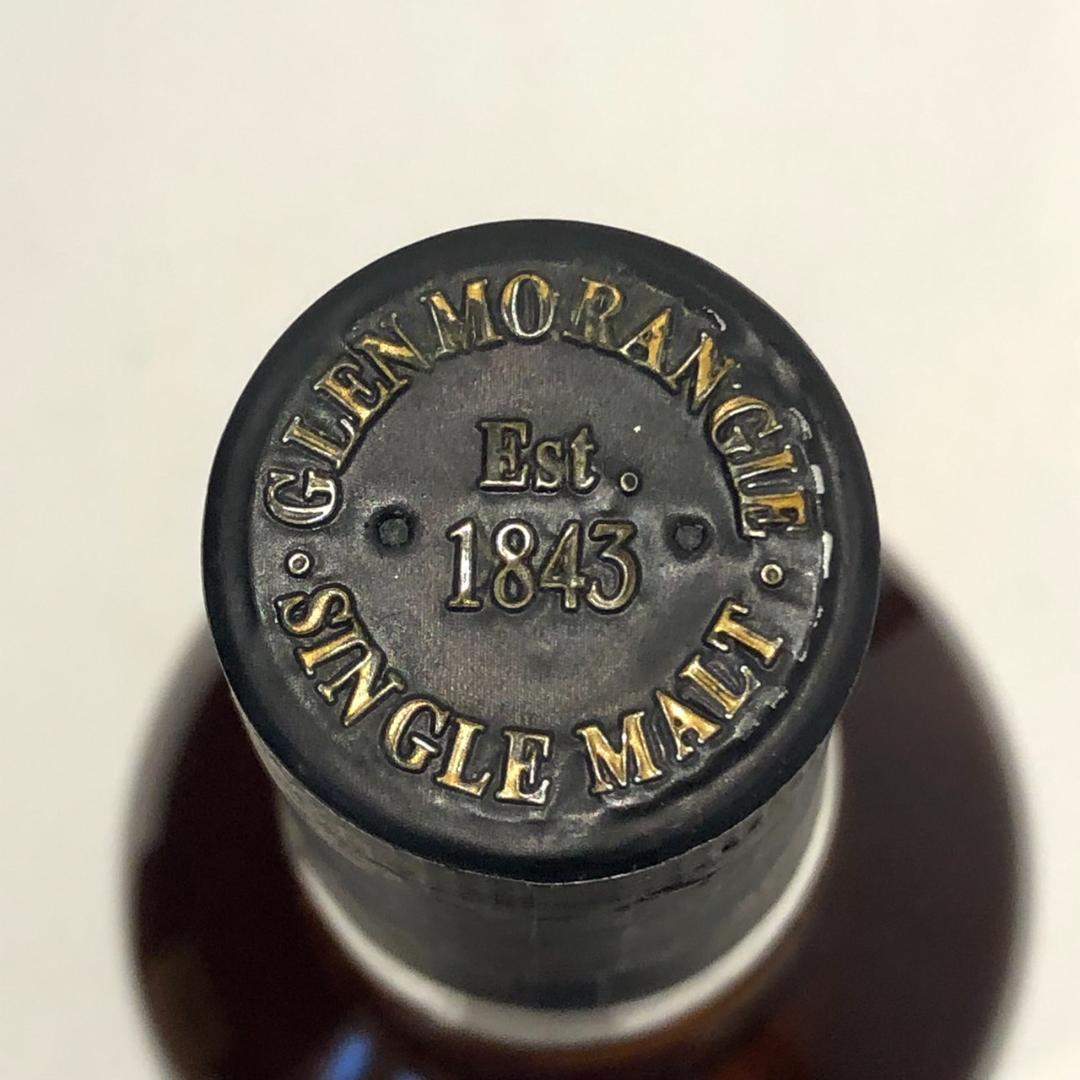 GLENMORANGIE
Est.
1843
SINGLE MALT